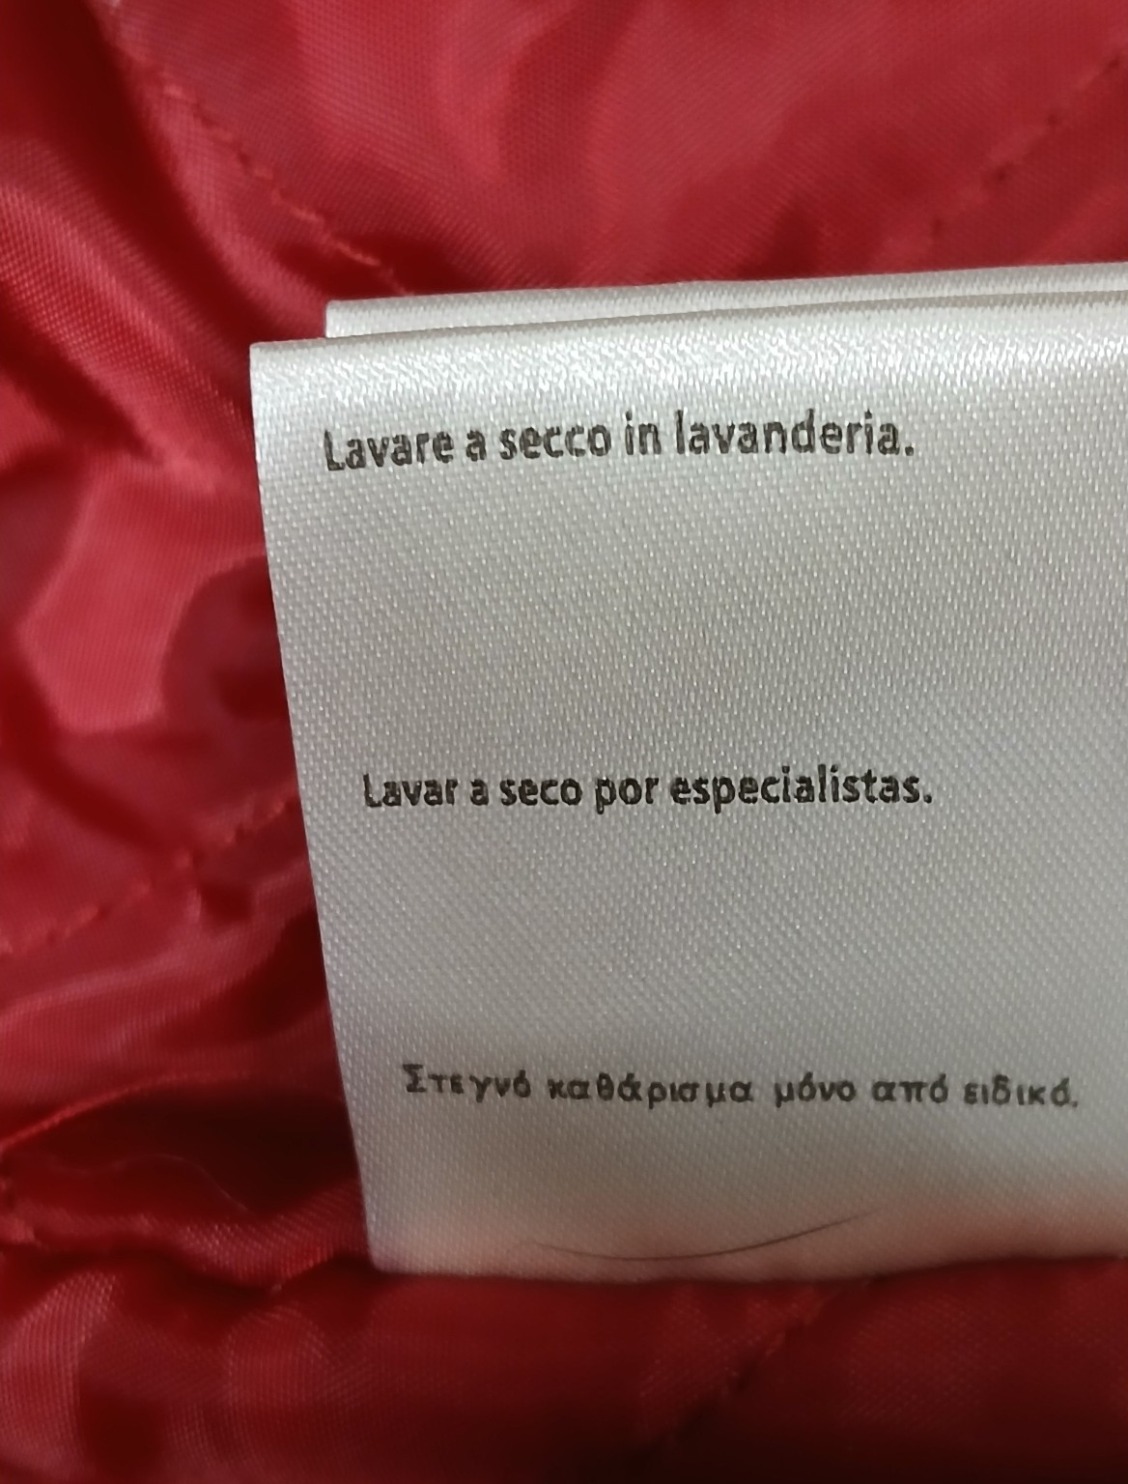 Lavare a secco in lavanderia.
Lavar a seco por especialistas.
Στεγνό καθάρισμα μόνο από ειδικό.